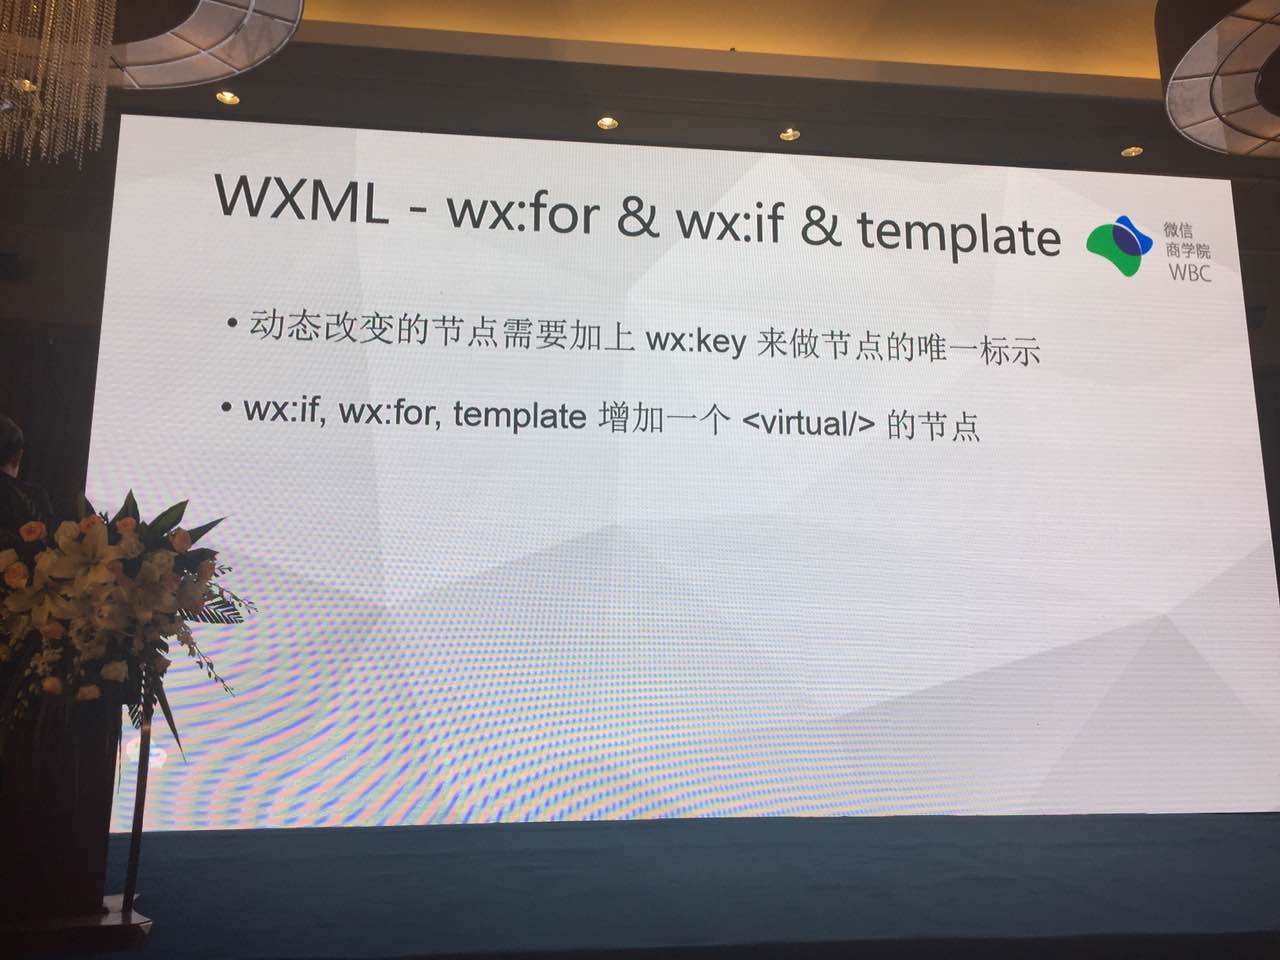 WXML - wx:for & wx:if & template
微信
商学院
WBC
• 动态改变的节点需要加上 wx:key 来做节点的唯一标示
• wx:if, wx:for, template 增加一个 <virtual/> 的节点